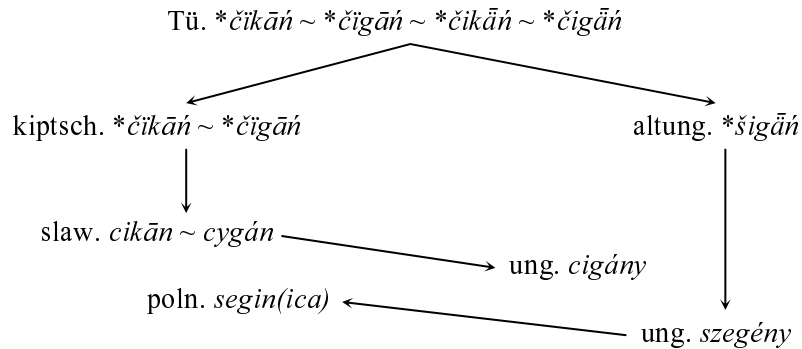 Tü. *čïkāń ~ *čïgāń ~ *čikǟń ~ *čigǟń
kiptsch. *čïkāń ~ *čïgāń
altung. *šigǟń
slaw. cikān ~ cygán
ung. cigány
poln. segin(ica)
ung. szegény